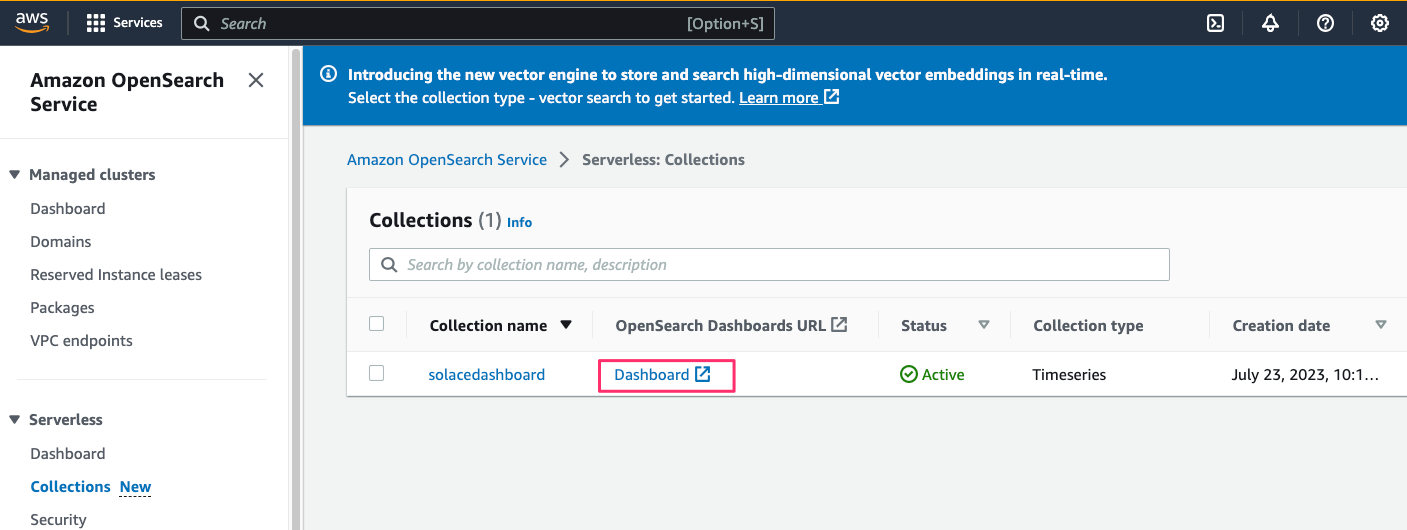 aws
Services
Search
[Option+S]
Amazon OpenSearch
Service
Managed clusters
Dashboard
Domains
Reserved Instance leases
Packages
VPC endpoints
Serverless
Dashboard
Collections New
Security
Introducing the new vector engine to store and search high-dimensional vector embeddings in real-time.
Select the collection type - vector search to get started. Learn more
Amazon OpenSearch Service > Serverless: Collections
Collections (1) Info
Search by collection name, description
Collection name OpenSearch Dashboards URL Status Collection type Creation date
solacedashboard Dashboard Active Timeseries July 23, 2023, 10:1...